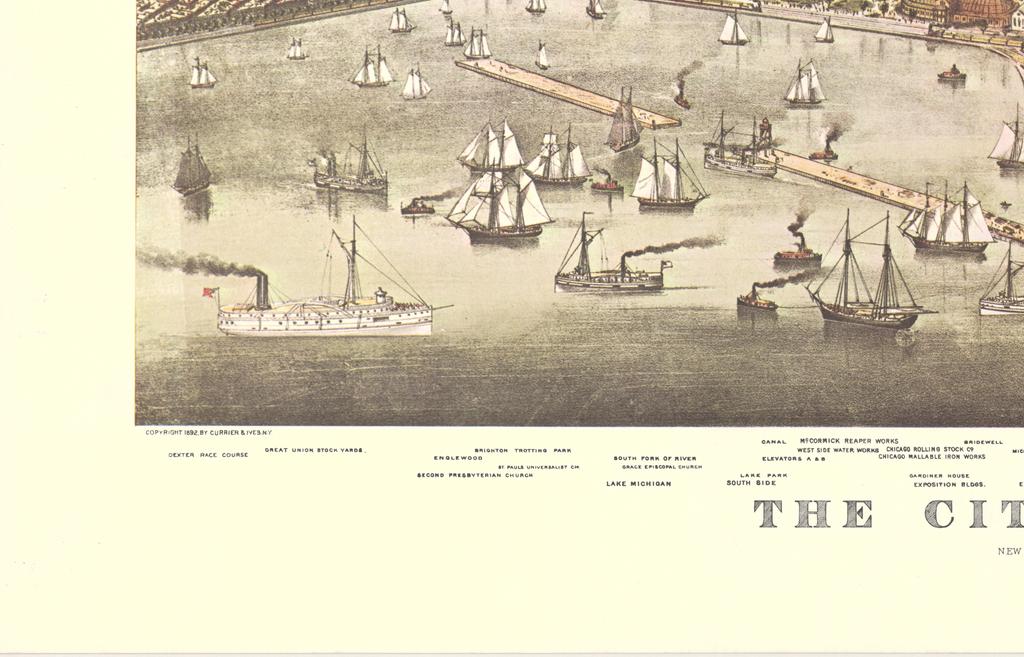 COPYRIGHT 1892, BY CURRIER & IVES. N.Y
DEXTER RACE COURSE
GREAT UNION STOCK YARDS.
BRIGHTON TROTTING PARK
ENGLEWOOD
ST PAULS UNIVERSALIST CH
SECOND PRESBYTERIAN CHURCH
SOUTH FORK OF RIVER
GRACE EPISCOPAL CHURCH
LAKE MICHIGAN
CANAL McCORMICK REAPER WORKS BRIDEWELL
WEST SIDE WATER WORKS CHICAGO ROLLING STOCK Co
ELEVATORS A & B CHICAGO MALLABLE IRON WORKS
LAKE PARK GARDINER HOUSE
SOUTH SIDE EXPOSITION BLDGS.
THE CIT
NEW